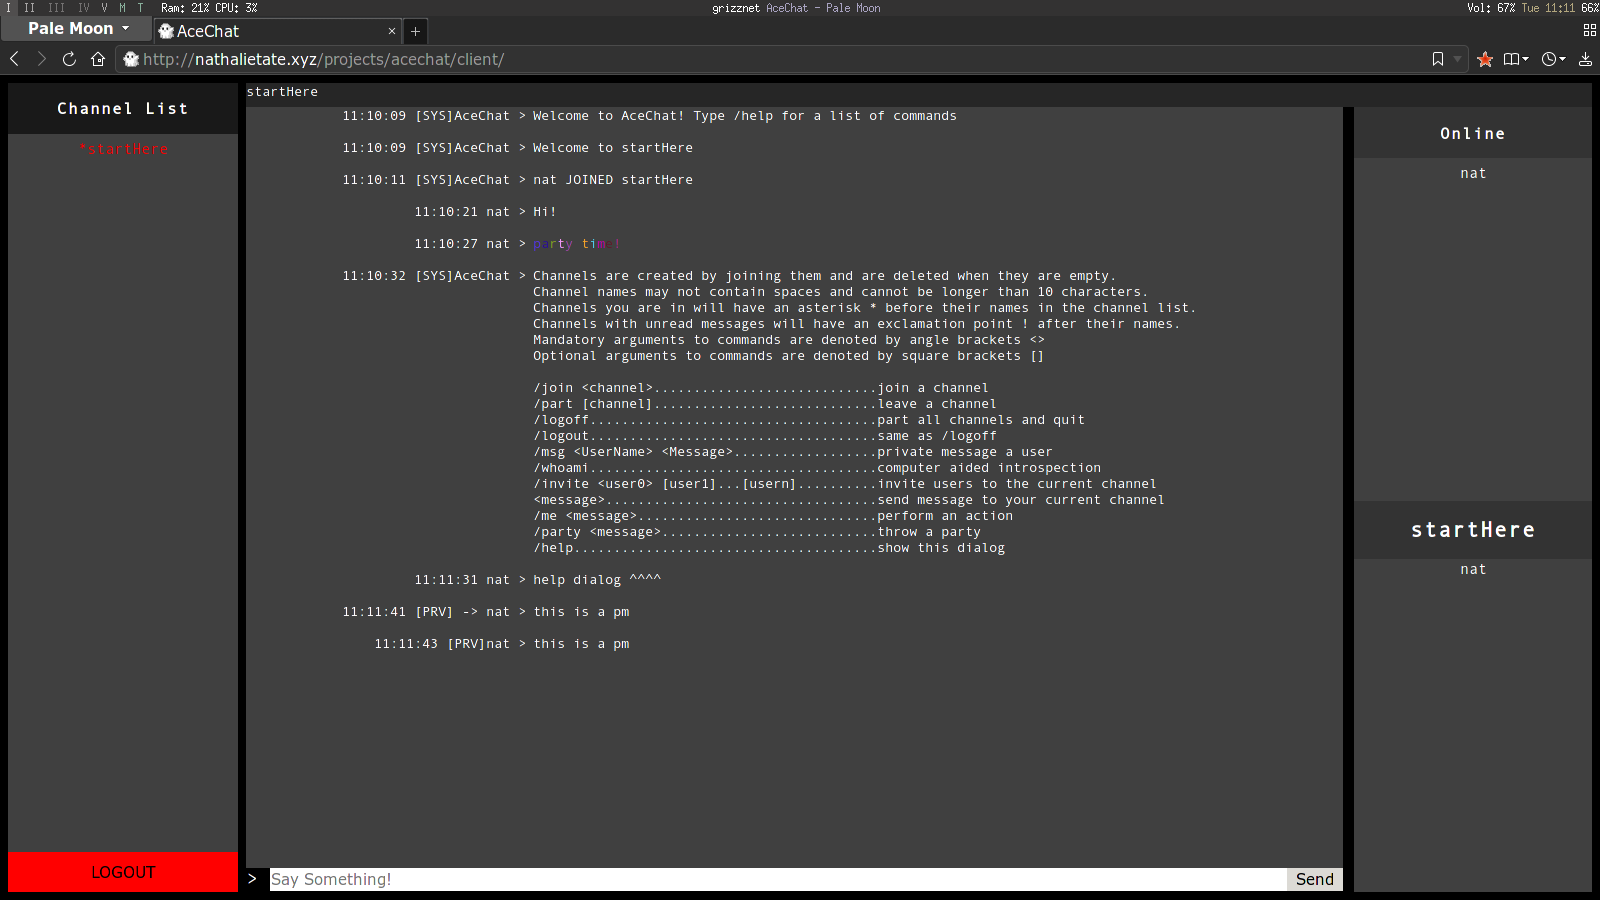 I II III IV V M T Ram: 21% CPU: 3% grizznet AceChat - Pale Moon Vol: 67% Tue 11:11 66%
Pale Moon AceChat × +
http://nathalietate.xyz/projects/acechat/client/
Channel List
*startHere
LOGOUT
startHere
11:10:09 [SYS]AceChat > Welcome to AceChat! Type /help for a list of commands
11:10:09 [SYS]AceChat > Welcome to startHere
11:10:11 [SYS]AceChat > nat JOINED startHere
11:10:21 nat > Hi!
11:10:27 nat > party time!
11:10:32 [SYS]AceChat > Channels are created by joining them and are deleted when they are empty.
Channel names may not contain spaces and cannot be longer than 10 characters.
Channels you are in will have an asterisk * before their names in the channel list.
Channels with unread messages will have an exclamation point ! after their names.
Mandatory arguments to commands are denoted by angle brackets <>
Optional arguments to commands are denoted by square brackets []
/join <channel>............................join a channel
/part [channel]............................leave a channel
/logoff....................................part all channels and quit
/logout....................................same as /logoff
/msg <UserName> <Message>..................private message a user
/whoami....................................computer aided introspection
/invite <user0> [user1]...[usern]..........invite users to the current channel
<message>..................................send message to your current channel
/me <message>..............................perform an action
/party <message>...........................throw a party
/help......................................show this dialog
11:11:31 nat > help dialog ^^^^
11:11:41 [PRV] -> nat > this is a pm
11:11:43 [PRV]nat > this is a pm
> Say Something! Send
Online
nat
startHere
nat